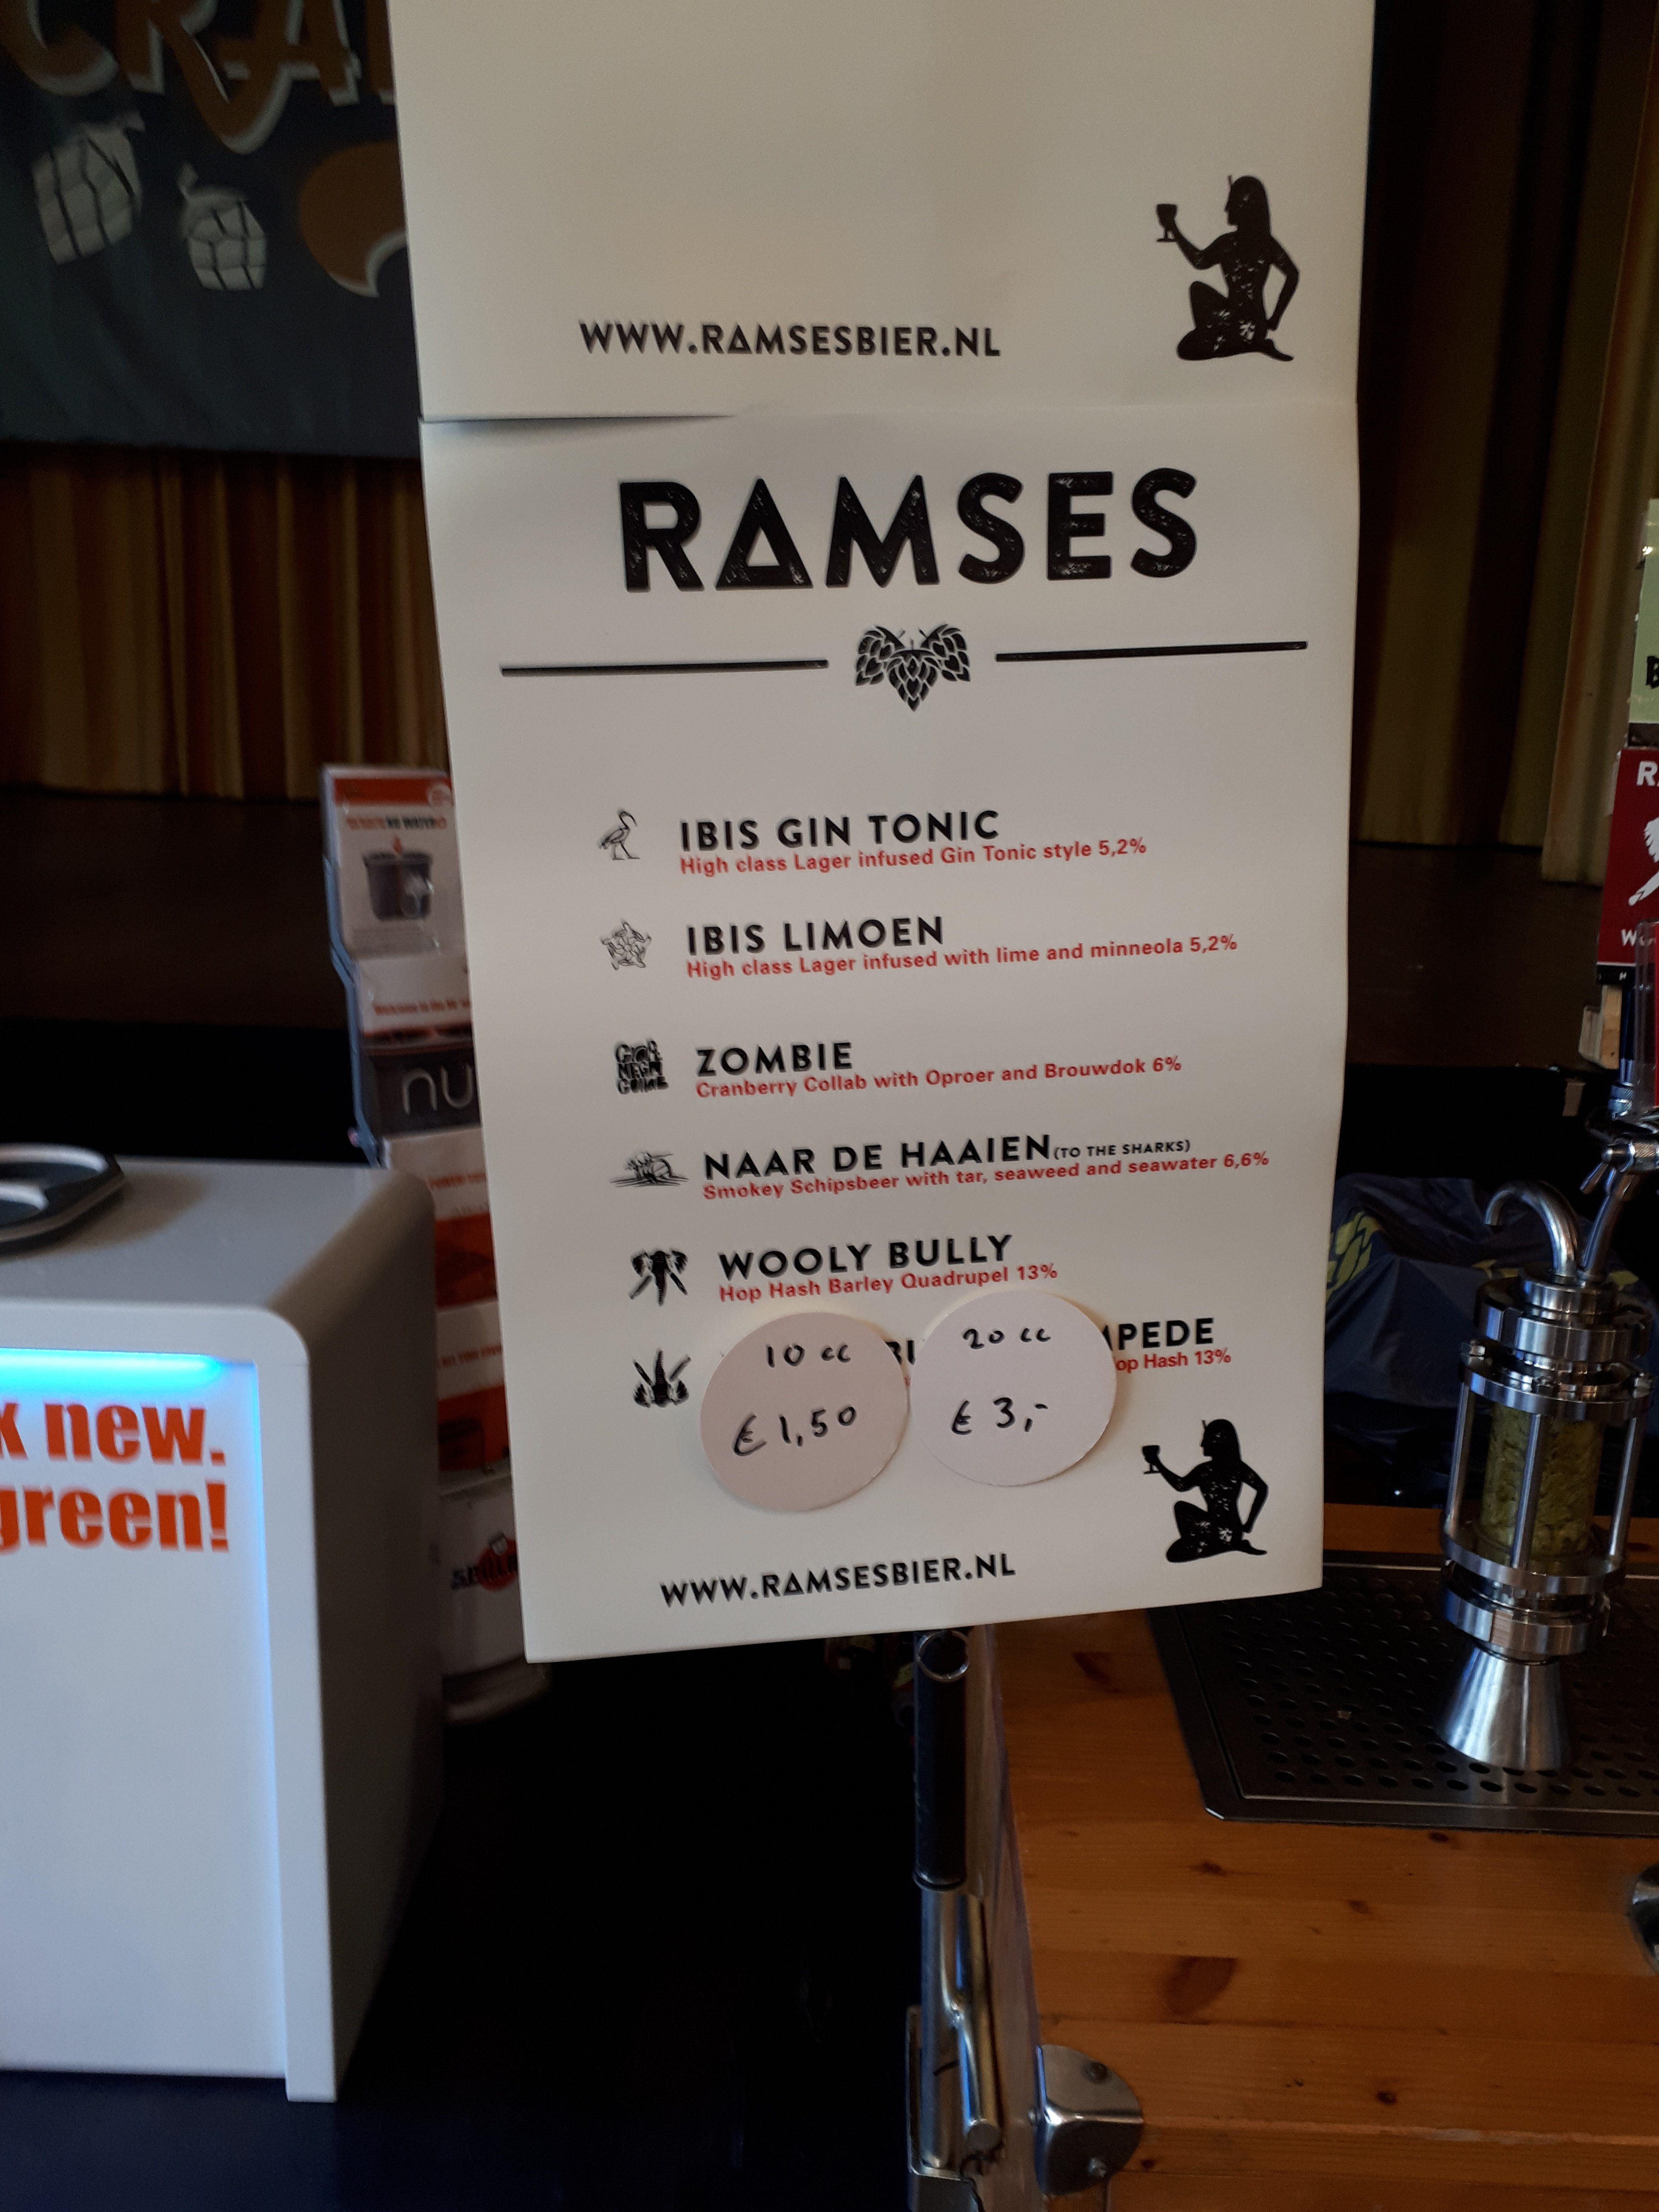 WWW.RAMSESBIER.NL
RAMSES
IBIS GIN TONIC
High class Lager infused Gin Tonic style 5,2%
IBIS LIMOEN
High class Lager infused with lime and minneola 5,2%
ZOMBIE
Cranberry Collab with Oproer and Brouwdok 6%
NAAR DE HAAIEN (TO THE SHARKS)
Smokey Schipsbeer with tar, seaweed and seawater 6,6%
WOOLY BULLY
Hop Hash Barley Quadrupel 13%
PEDE
op Hash 13%
10 cc
€ 1,50
20 cc
€ 3,-
WWW.RAMSESBIER.NL
new.
green!
nu